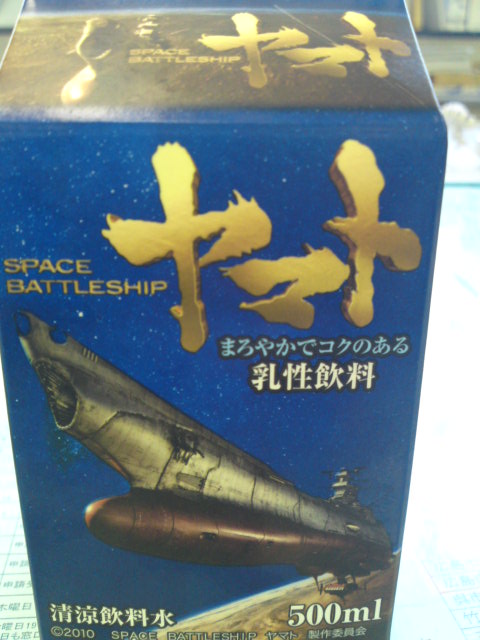 SPACE
BATTLESHIP ヤマト
SPACE
BATTLESHIP ヤマト
まろやかでコクのある
乳性飲料
清涼飲料水 500ml
©2010 SPACE BATTLESHIP ヤマト 製作委員会